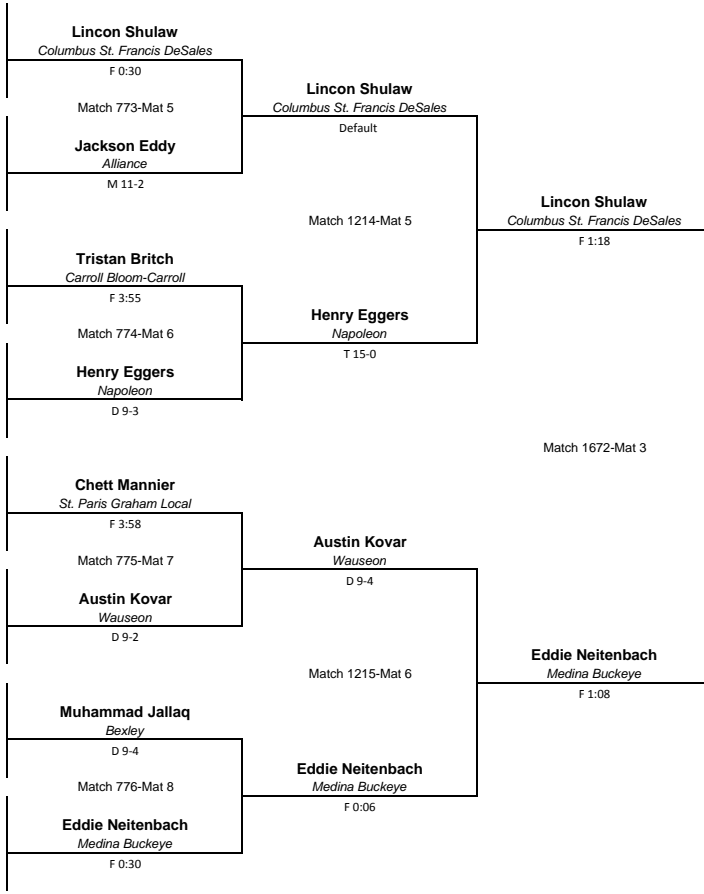 Lincon Shulaw
Columbus St. Francis DeSales
F 0:30
Match 773-Mat 5
Jackson Eddy
Alliance
M 11-2
Tristan Britch
Carroll Bloom-Carroll
F 3:55
Match 774-Mat 6
Henry Eggers
Napoleon
D 9-3
Chett Mannier
St. Paris Graham Local
F 3:58
Match 775-Mat 7
Austin Kovar
Wauseon
D 9-2
Muhammad Jallaq
Bexley
D 9-4
Match 776-Mat 8
Eddie Neitenbach
Medina Buckeye
F 0:30
Lincon Shulaw
Columbus St. Francis DeSales
Default
Match 1214-Mat 5
Henry Eggers
Napoleon
T 15-0
Austin Kovar
Wauseon
D 9-4
Match 1215-Mat 6
Eddie Neitenbach
Medina Buckeye
F 0:06
Lincon Shulaw
Columbus St. Francis DeSales
F 1:18
Match 1672-Mat 3
Eddie Neitenbach
Medina Buckeye
F 1:08